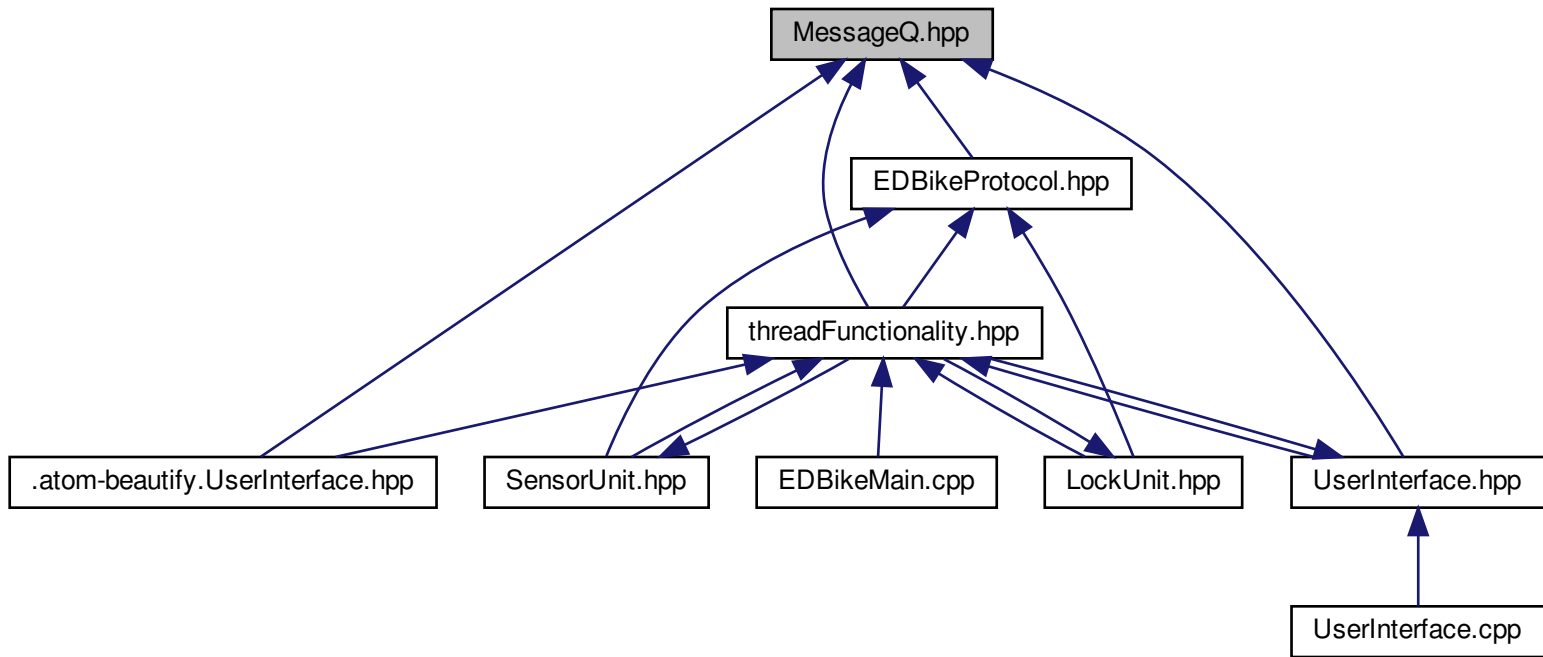 MessageQ.hpp
EDBikeProtocol.hpp
threadFunctionality.hpp
.atom-beautify.UserInterface.hpp
SensorUnit.hpp
EDBikeMain.cpp
LockUnit.hpp
UserInterface.hpp
UserInterface.cpp